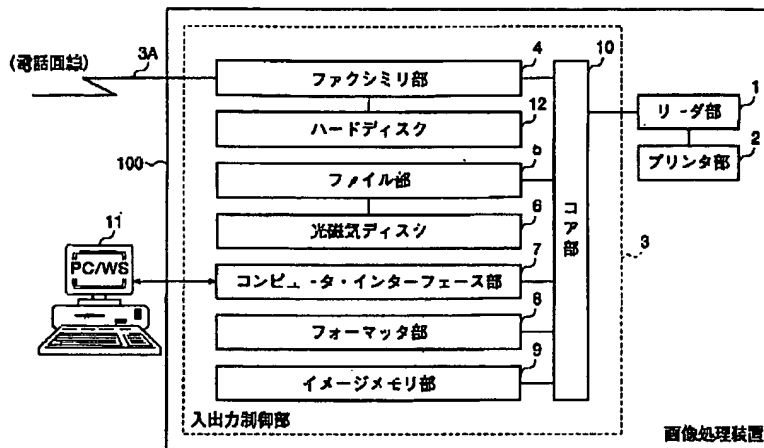 (電話回線)
3A
100
11
PC/WS
ファクシミリ部
4
ハードディスク
12
ファイル部
5
光磁気ディスク
6
コンピュータ・インターフェース部
7
フォーマッタ部
8
イメージメモリ部
9
入出力制御部
10
コア部
3
リーダ部
1
プリンタ部
2
画像処理装置